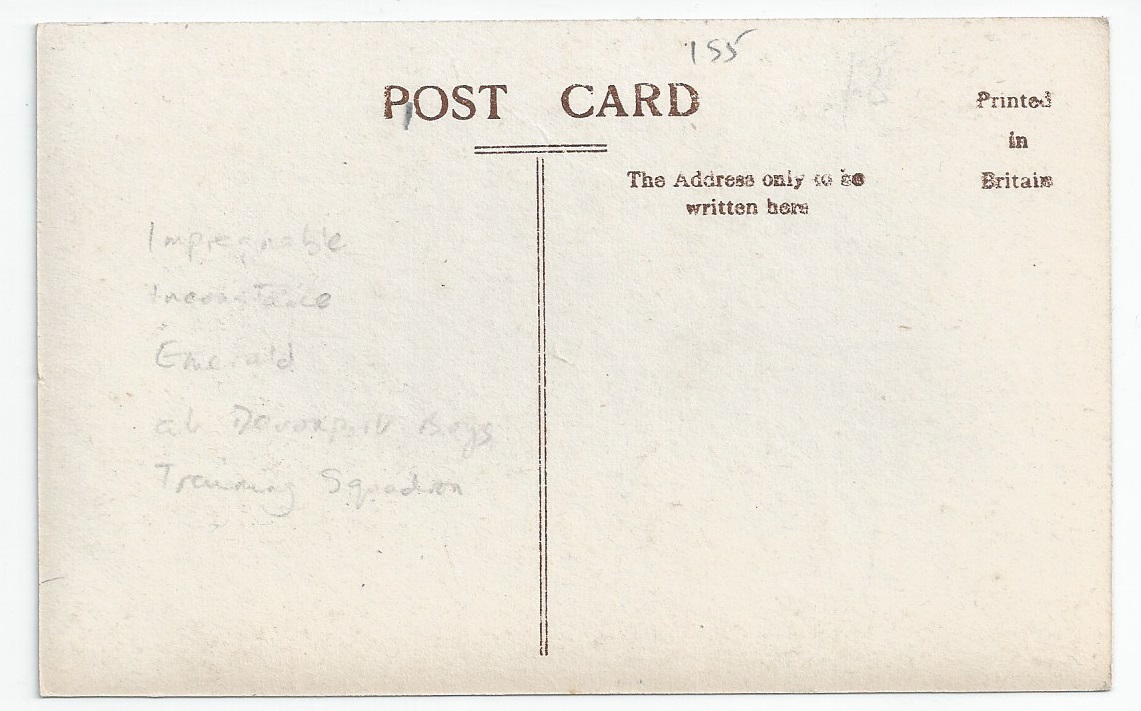 155
POST CARD
Printed
in
Britain
The Address only to be
written here
Impregnable
Inconstance
Emerald
at Devonport Boys
Training Squadron